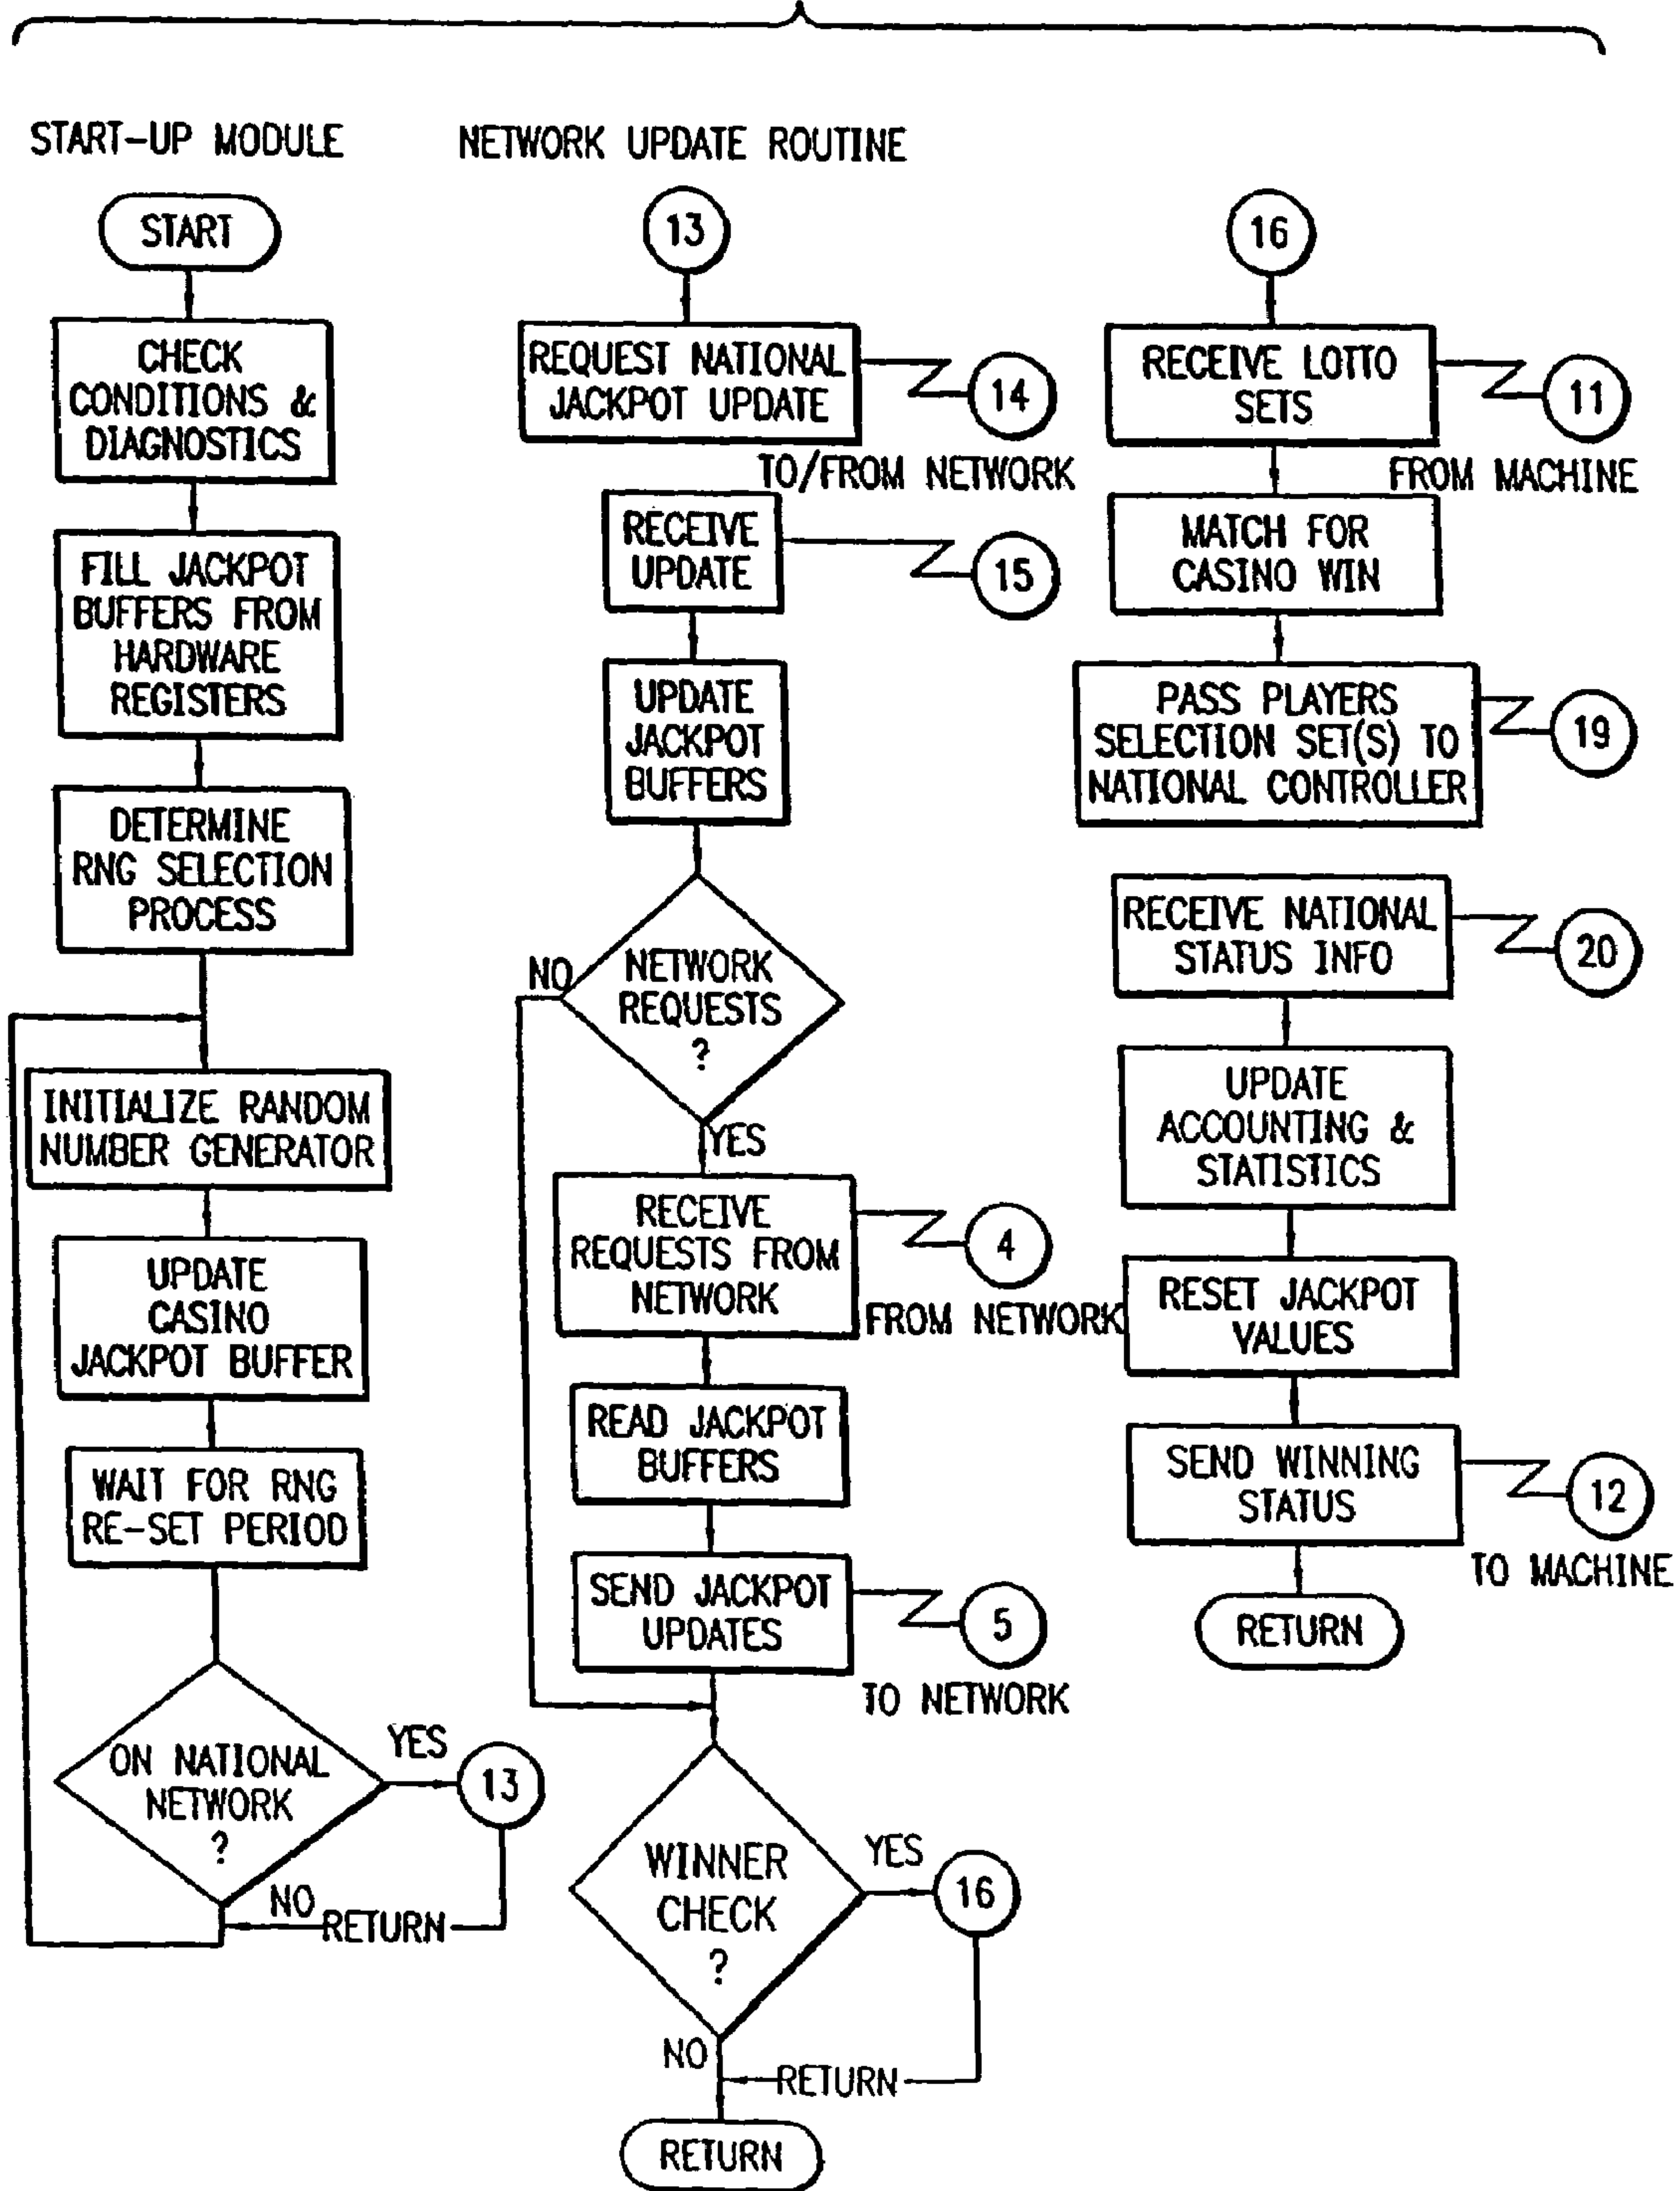 START-UP MODULE
START
CHECK
CONDITIONS &
DIAGNOSTICS
FILL JACKPOT
BUFFERS FROM
HARDWARE
REGISTERS
DETERMINE
RNG SELECTION
PROCESS
INITIALIZE RANDOM
NUMBER GENERATOR
UPDATE
CASINO
JACKPOT BUFFER
WAIT FOR RNG
RE-SET PERIOD
ON NATIONAL
NETWORK
?
YES
13
NO
RETURN
NETWORK UPDATE ROUTINE
13
REQUEST NATIONAL
JACKPOT UPDATE
14
TO/FROM NETWORK
RECEIVE
UPDATE
15
UPDATE
JACKPOT
BUFFERS
NETWORK
REQUESTS
?
NO
YES
RECEIVE
REQUESTS FROM
NETWORK
4
FROM NETWORK
READ JACKPOT
BUFFERS
SEND JACKPOT
UPDATES
5
TO NETWORK
WINNER
CHECK
?
YES
16
NO
RETURN
RETURN
16
RECEIVE LOTTO
SETS
11
FROM MACHINE
MATCH FOR
CASINO WIN
PASS PLAYERS
SELECTION SET(S) TO
NATIONAL CONTROLLER
19
RECEIVE NATIONAL
STATUS INFO
20
UPDATE
ACCOUNTING &
STATISTICS
RESET JACKPOT
VALUES
SEND WINNING
STATUS
12
TO MACHINE
RETURN